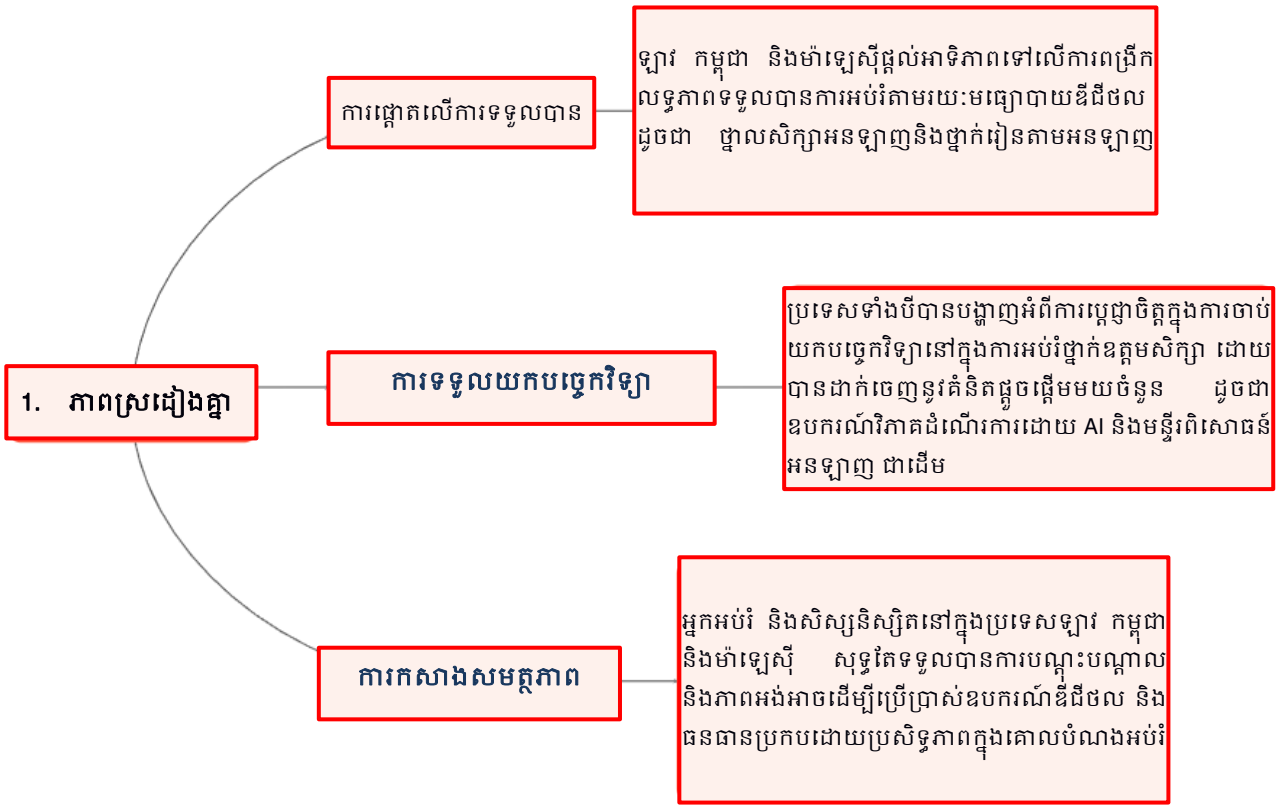 ឡាវ កម្ពុជា និងម៉ាឡេស៊ីផ្តល់អាទិភាពទៅលើការពង្រីក
លទ្ធភាពទទួលបានការអប់រំតាមរយៈមធ្យោបាយឌីជីថល
ដូចជា ថ្នាលសិក្សាអនឡាញនិងថ្នាក់រៀនតាមអនឡាញ
ការផ្តោតលើការទទួលបាន
ប្រទេសទាំងបីបានបង្ហាញអំពីការប្តេជ្ញាចិត្តក្នុងការចាប់
យកបច្ចេកវិទ្យានៅក្នុងការអប់រំថ្នាក់ឧត្តមសិក្សា ដោយ
បានដាក់ចេញនូវគំនិតផ្តួចផ្តើមមយចំនួន ដូចជា
ឧបករណ៍វិភាគដំណើរការដោយ AI និងមន្ទីរពិសោធន៍
អនឡាញ ជាដើម
ការទទួលយកបច្ចេកវិទ្យា
1. ភាពស្រដៀងគ្នា
អ្នកអប់រំ និងសិស្សនិស្សិតនៅក្នុងប្រទេសឡាវ កម្ពុជា
និងម៉ាឡេស៊ី សុទ្ធតែទទួលបានការបណ្តុះបណ្តាល
និងភាពអង់អាចដើម្បីប្រើប្រាស់ឧបករណ៍ឌីជីថល និង
ធនធានប្រកបដោយប្រសិទ្ធភាពក្នុងគោលបំណងអប់រំ
ការកសាងសមត្ថភាព